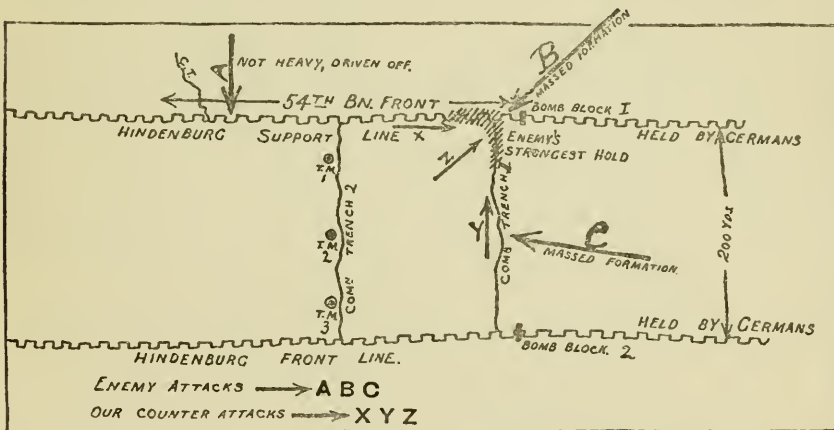 B
MASSED FORMATION
C.T.
A
NOT HEAVY, DRIVEN OFF.
54TH BN. FRONT
BOMB BLOCK I
HINDENBURG SUPPORT LINE
X
ENEMY'S
STRONGEST HOLD
HELD BY GERMANS
Z
T.M.
1
COMN TRENCH 2
T.M.
2
T.M.
3
Y
COMN TRENCH 1
C
MASSED FORMATION.
200 YDS
HELD BY GERMANS
HINDENBURG FRONT LINE.
BOMB BLOCK. 2
ENEMY ATTACKS A B C
OUR COUNTER ATTACKS X Y Z